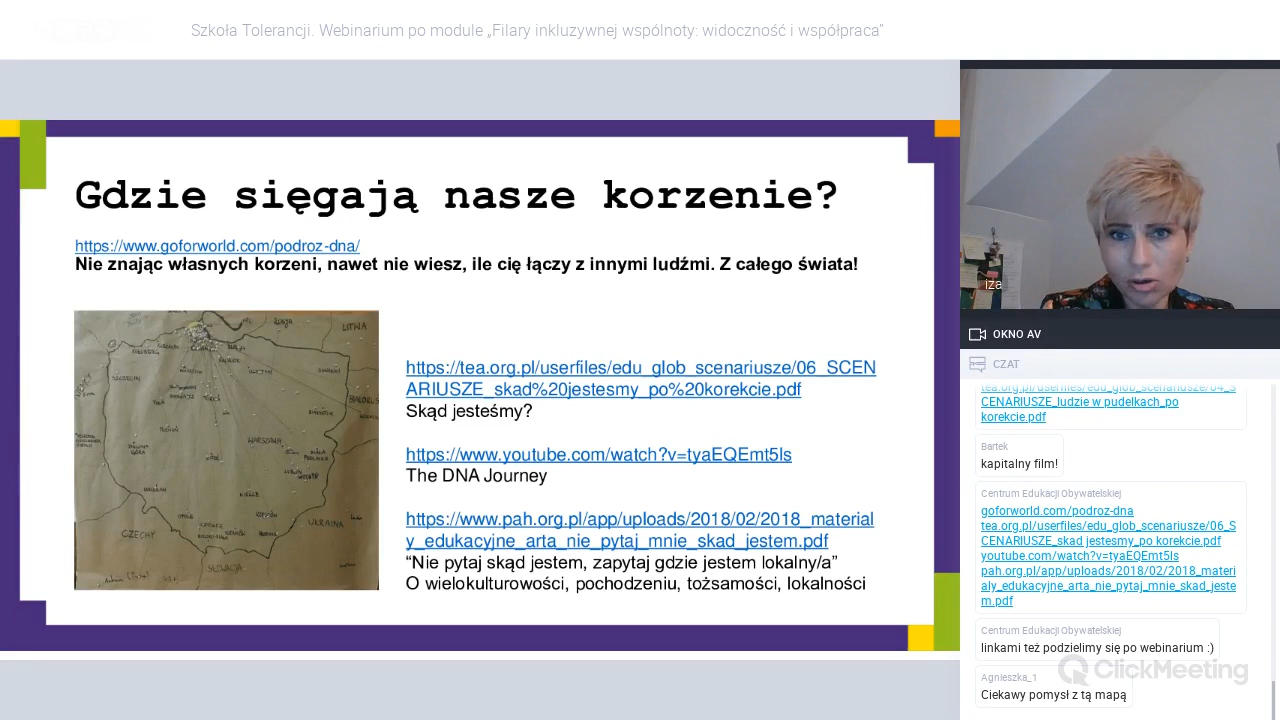 Szkoła Tolerancji. Webinarium po module „Filary inkluzywnej wspólnoty: widoczność i współpraca”
Gdzie sięgają nasze korzenie?
https://www.goforworld.com/podroz-dna/
Nie znając własnych korzeni, nawet nie wiesz, ile cię łączy z innymi ludźmi. Z całego świata!
LITWA
SZCZECIN
WARSZAWA
UKRAINA
CZECHY
SŁOWACJA
https://tea.org.pl/userfiles/edu_glob_scenariusze/06_SCEN
ARIUSZE_skąd%20jestesmy_po%20korekcie.pdf
Skąd jesteśmy?
https://www.youtube.com/watch?v=tyaEQEmt5ls
The DNA Journey
https://www.pah.org.pl/app/uploads/2018/02/2018_material
y_edukacyjne_arta_nie_pytaj_mnie_skad_jestem.pdf
“Nie pytaj skąd jestem, zapytaj gdzie jestem lokalny/a”
O wielokulturowości, pochodzeniu, tożsamości, lokalności
iza
OKNO AV
CZAT
tea.org.pl/userfiles/edu_glob_scenariusze/04_S
CENARIUSZE_ludzie w pudelkach_po
korekcie.pdf
Bartek
kapitalny film!
Centrum Edukacji Obywatelskiej
goforworld.com/podroz-dna
tea.org.pl/userfiles/edu_glob_scenariusze/06_S
CENARIUSZE_skad jestesmy_po korekcie.pdf
youtube.com/watch?v=tyaEQEmt5ls
pah.org.pl/app/uploads/2018/02/2018_materi
aly_edukacyjne_arta_nie_pytaj_mnie_skad_jeste
m.pdf
Centrum Edukacji Obywatelskiej
linkami też podzielimy się po webinarium :)
ClickMeeting
Agnieszka_1
Ciekawy pomysł z tą mapą